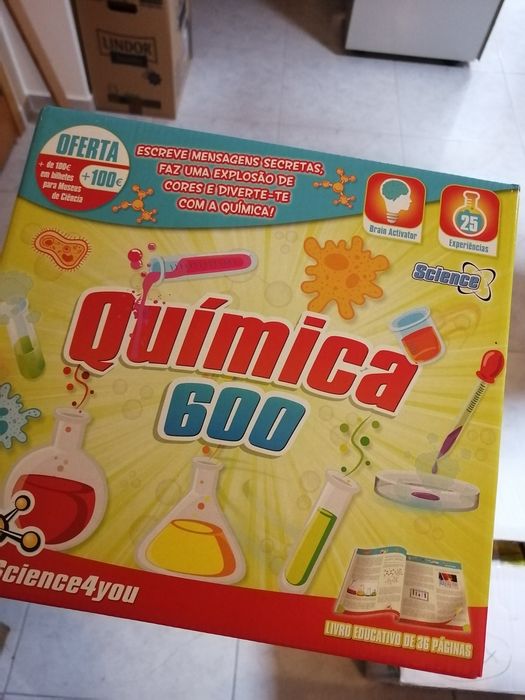 LINDOR
OFERTA
+ de 100€
em bilhetes
para Museus
de Ciência
+100€
ESCREVE MENSAGENS SECRETAS,
FAZ UMA EXPLOSÃO DE
CORES E DIVERTE-TE
COM A QUÍMICA!
Brain Activator
25
Experiências
Science
Química
600
Science4you
LIVRO EDUCATIVO DE 36 PÁGINAS